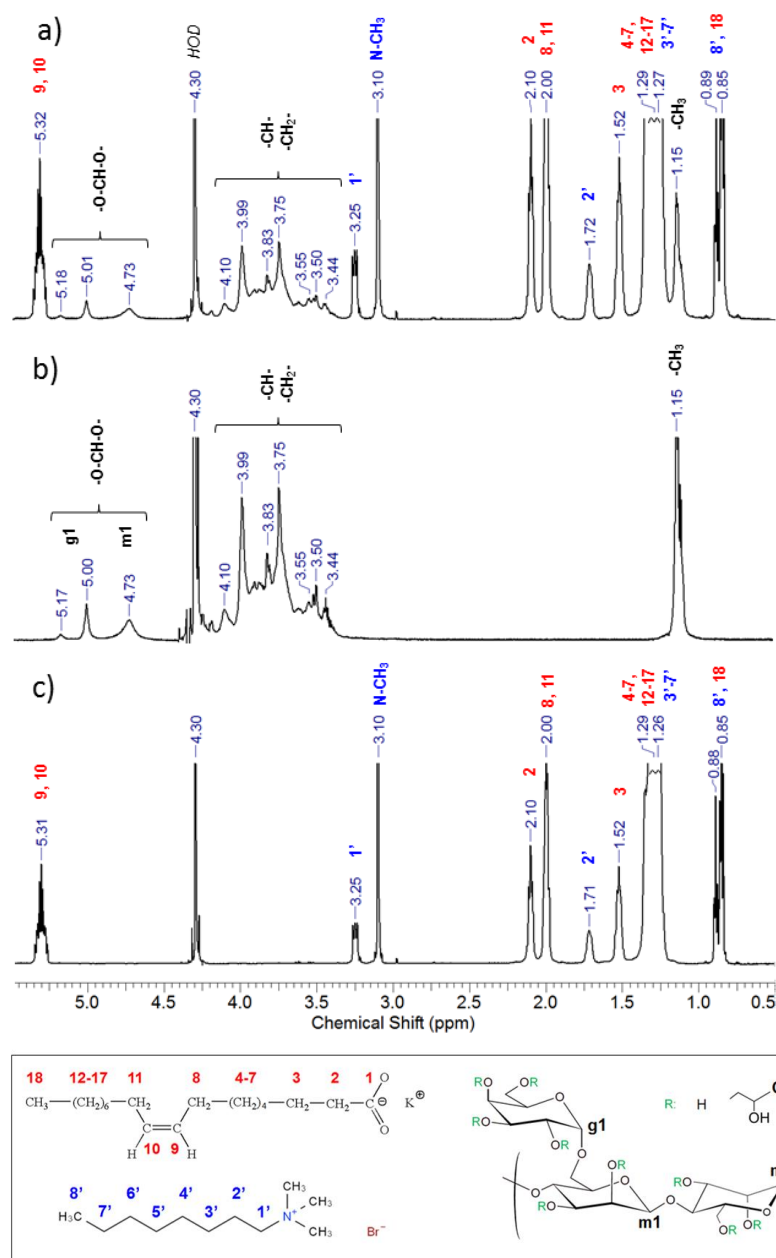 a)
9, 10
5.32
-O-CH-O-
5.18
5.01
4.73
HOD
4.30
-CH-
-CH2-
4.10
3.99
3.83
3.75
3.55
3.50
3.44
1'
3.25
N-CH3
3.10
2
2.10
8, 11
2.00
2'
1.72
3
1.52
4-7,
12-17
3'-7'
1.29
1.27
-CH3
1.15
8', 18
0.89
0.85
b)
-O-CH-O-
g1
m1
5.17
5.00
4.73
4.30
-CH-
-CH2-
4.10
3.99
3.83
3.75
3.55
3.50
3.44
-CH3
1.15
c)
9, 10
5.31
4.30
1'
3.25
N-CH3
3.10
2
2.10
8, 11
2.00
2'
1.71
3
1.52
4-7,
12-17
3'-7'
1.29
1.26
8', 18
0.88
0.85
5.0 4.5 4.0 3.5 3.0 2.5 2.0 1.5 1.0 0.5
Chemical Shift (ppm)
18 12-17 11 8 4-7 3 2 1
CH3 (CH2)6 CH2 CH2 (CH2)4 CH2 CH2 C O ⊖ O K⊕
H H
10 9
8' 6' 4' 2'
H3C 7' 5' 3' 1' N+ CH3 CH3 CH3 Br−
R: H OH
RO OR RO OR g1
O O OR RO m1
RO O OR RO